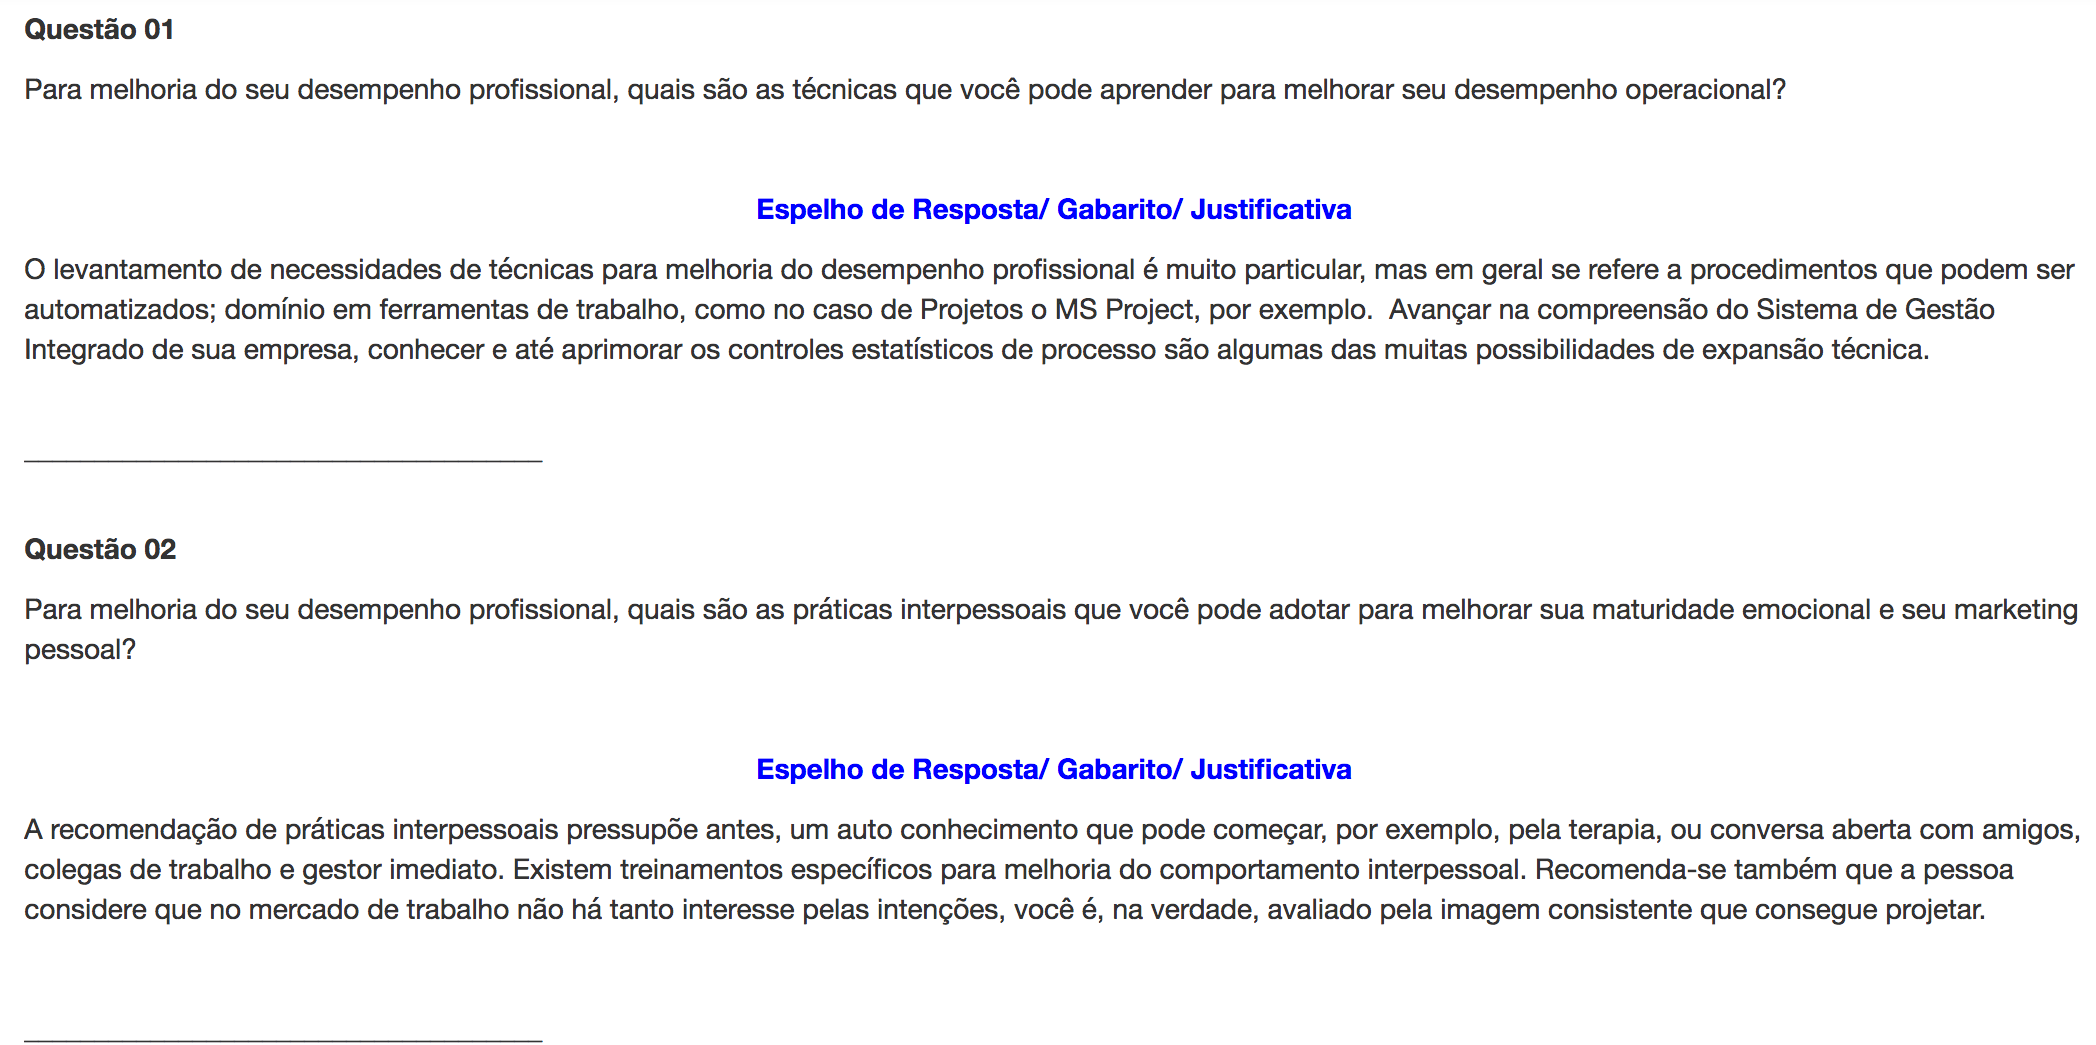 Questão 01
Para melhoria do seu desempenho profissional, quais são as técnicas que você pode aprender para melhorar seu desempenho operacional?
Espelho de Resposta/ Gabarito/ Justificativa
O levantamento de necessidades de técnicas para melhoria do desempenho profissional é muito particular, mas em geral se refere a procedimentos que podem ser
automatizados; domínio em ferramentas de trabalho, como no caso de Projetos o MS Project, por exemplo.  Avançar na compreensão do Sistema de Gestão
Integrado de sua empresa, conhecer e até aprimorar os controles estatísticos de processo são algumas das muitas possibilidades de expansão técnica.
_____________________________________
Questão 02
Para melhoria do seu desempenho profissional, quais são as práticas interpessoais que você pode adotar para melhorar sua maturidade emocional e seu marketing
pessoal?
Espelho de Resposta/ Gabarito/ Justificativa
A recomendação de práticas interpessoais pressupõe antes, um auto conhecimento que pode começar, por exemplo, pela terapia, ou conversa aberta com amigos,
colegas de trabalho e gestor imediato. Existem treinamentos específicos para melhoria do comportamento interpessoal. Recomenda-se também que a pessoa
considere que no mercado de trabalho não há tanto interesse pelas intenções, você é, na verdade, avaliado pela imagem consistente que consegue projetar.
_____________________________________